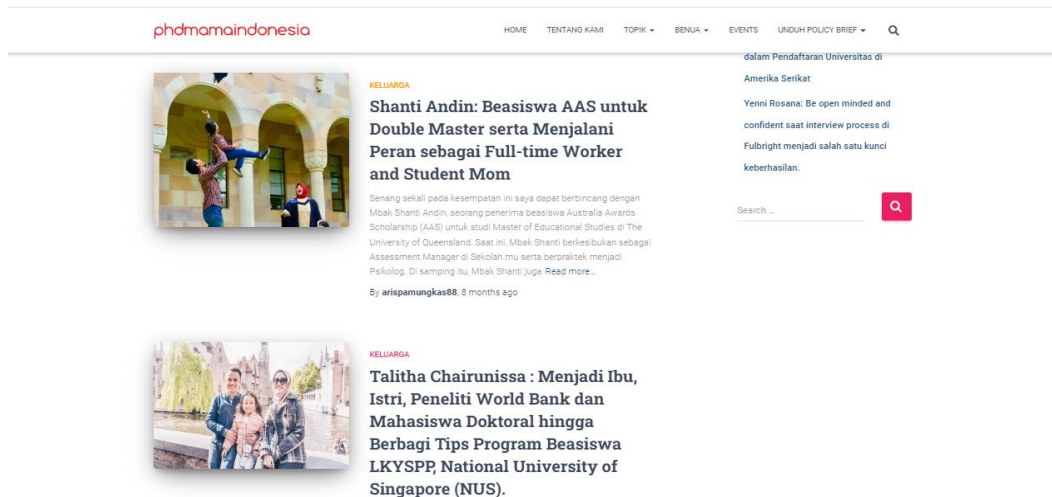 phdmamaindonesia
HOME TENTANG KAMI TOPIK BENUA EVENTS UNDUH POLICY BRIEF
KELUARGA
Shanti Andin: Beasiswa AAS untuk
Double Master serta Menjalani
Peran sebagai Full-time Worker
and Student Mom
Senang sekali pada kesempatan ini saya dapat berbincang dengan
Mbak Shanti Andin, seorang penerima beasiswa Australia Awards
Scholarship (AAS) untuk studi Master of Educational Studies di The
University of Queensland. Saat ini, Mbak Shanti berkesibukan sebagai
Assessment Manager di Sekolah.mu serta berpraktek menjadi
Psikolog. Di samping itu, Mbak Shanti juga Read more…
By arispamungkas88, 8 months ago
KELUARGA
Talitha Chairunissa : Menjadi Ibu,
Istri, Peneliti World Bank dan
Mahasiswa Doktoral hingga
Berbagi Tips Program Beasiswa
LKYSPP, National University of
Singapore (NUS).
dalam Pendaftaran Universitas di
Amerika Serikat
Yenni Rosana: Be open minded and
confident saat interview process di
Fulbright menjadi salah satu kunci
keberhasilan.
Search …